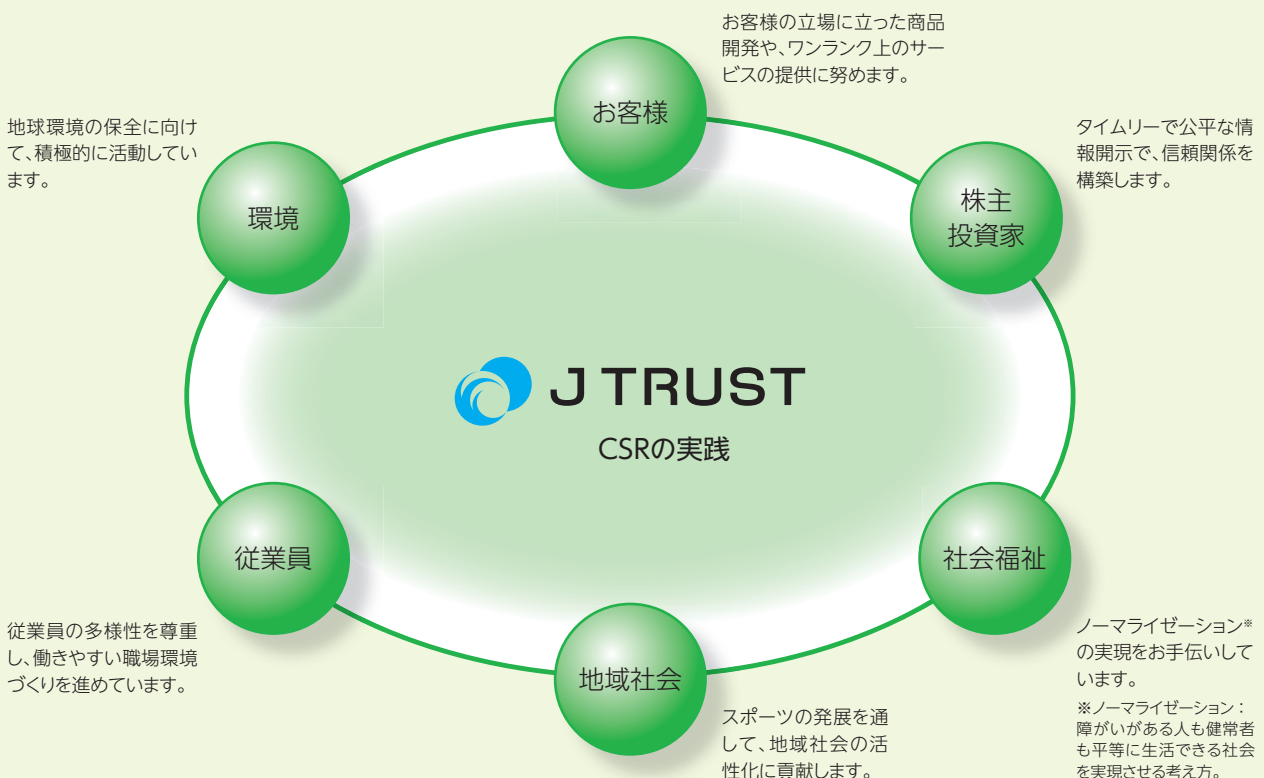 お客様の立場に立った商品
開発や、ワンランク上のサー
ビスの提供に努めます。
お客様
地球環境の保全に向け
て、積極的に活動してい
ます。
環境
タイムリーで公平な情
報開示で、信頼関係を
構築します。
株主
投資家
J TRUST
CSRの実践
従業員
従業員の多様性を尊重
し、働きやすい職場環境
づくりを進めています。
社会福祉
ノーマライゼーション※
の実現をお手伝いして
います。
※ノーマライゼーション：
障がいがある人も健常者
も平等に生活できる社会
を実現させる考え方。
地域社会
スポーツの発展を通
して、地域社会の活
性化に貢献します。